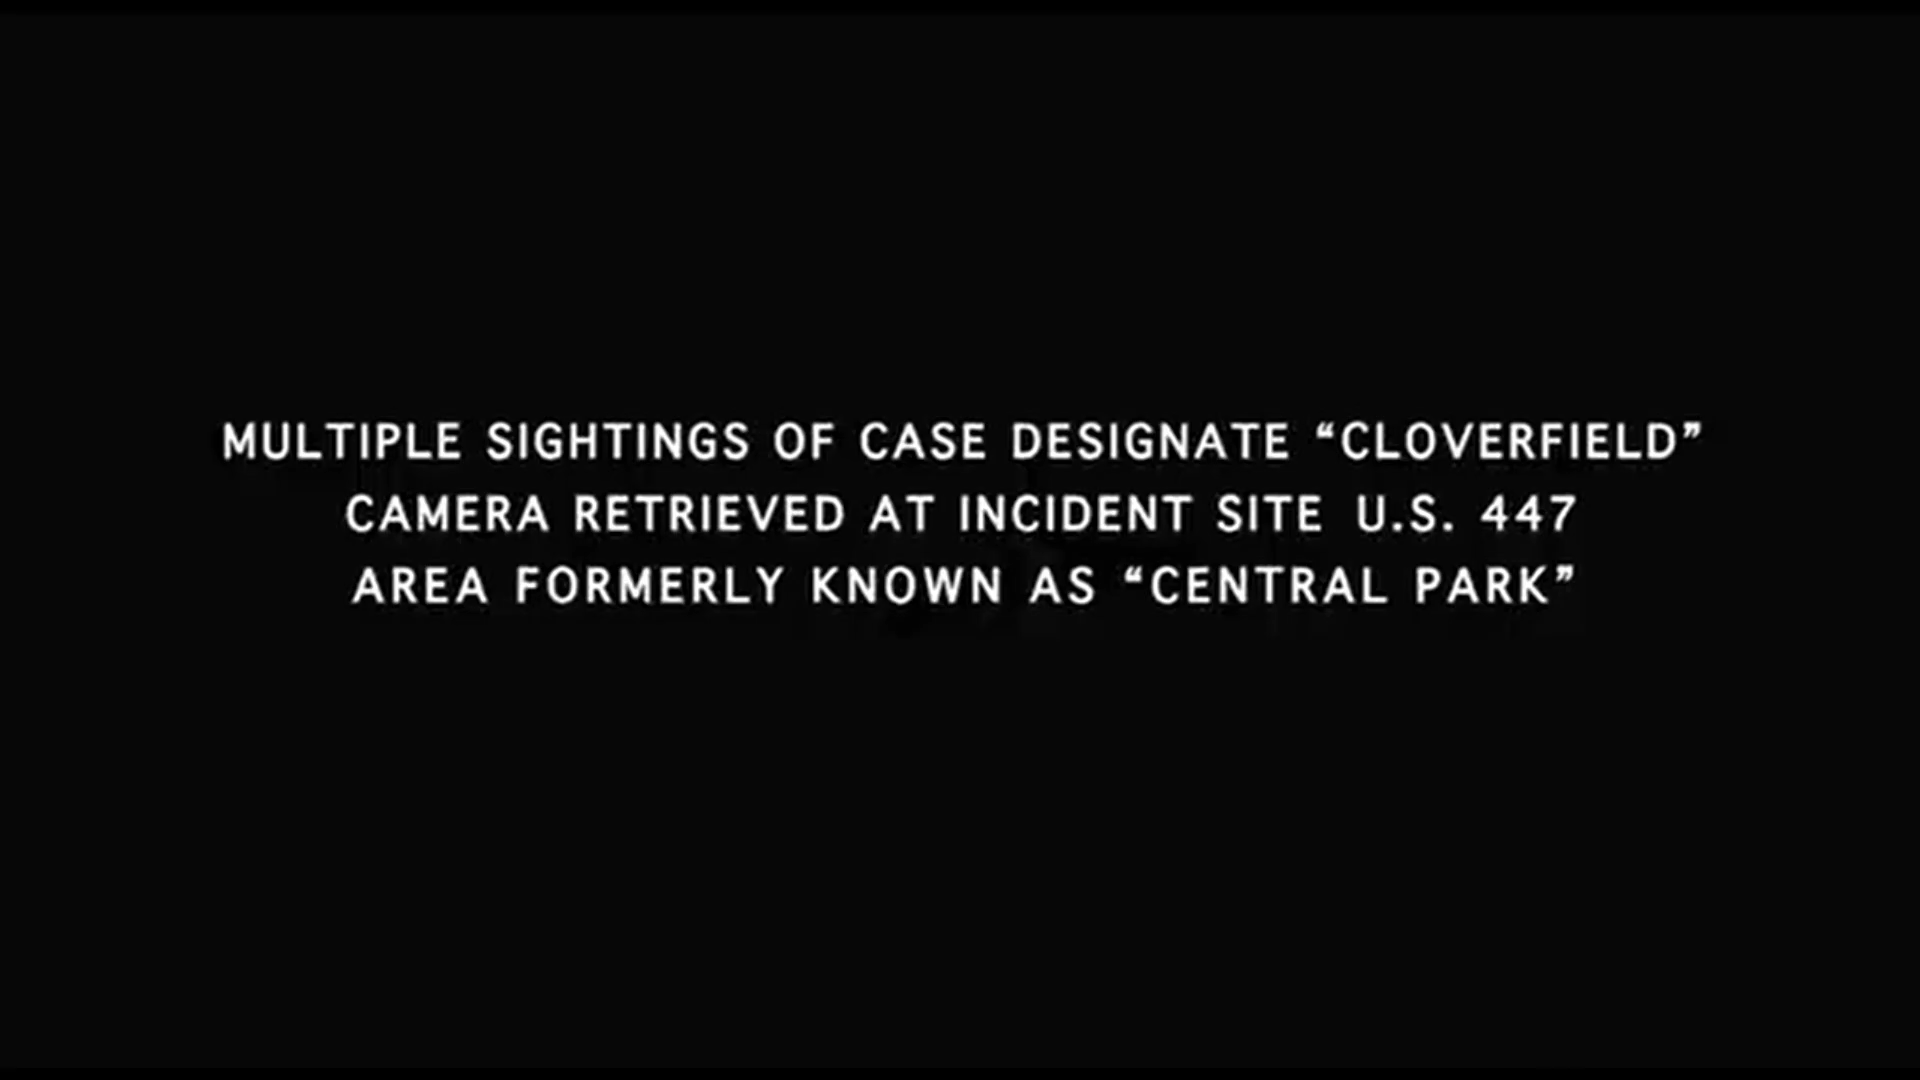 MULTIPLE SIGHTINGS OF CASE DESIGNATE “CLOVERFIELD”
CAMERA RETRIEVED AT INCIDENT SITE U.S. 447
AREA FORMERLY KNOWN AS “CENTRAL PARK”